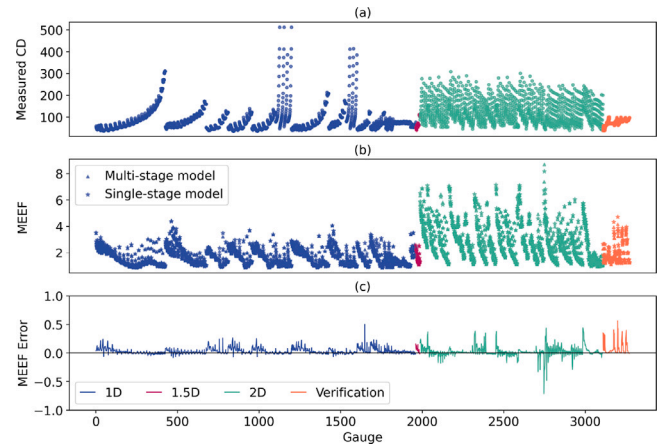 (a)
Measured CD
500
400
300
200
100
(b)
MEEF
8
6
4
2
Multi-stage model
Single-stage model
(c)
MEEF Error
1.0
0.5
0.0
−0.5
−1.0
1D
1.5D
2D
Verification
0 500 1000 1500 2000 2500 3000
Gauge